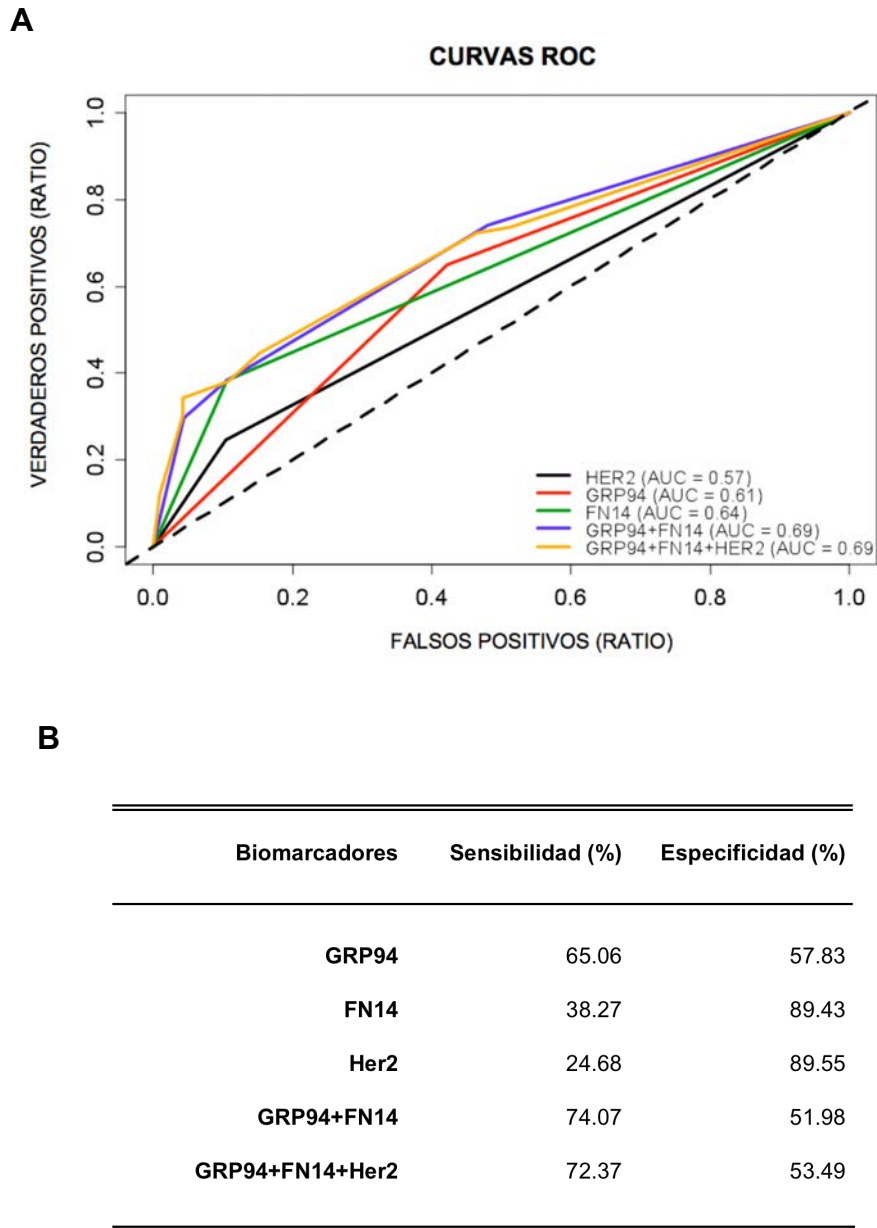 A
CURVAS ROC
VERDADEROS POSITIVOS (RATIO)
1.0
0.8
0.6
0.4
0.2
0.0
HER2 (AUC = 0.57)
GRP94 (AUC = 0.61)
FN14 (AUC = 0.64)
GRP94+FN14 (AUC = 0.69)
GRP94+FN14+HER2 (AUC = 0.69
0.0 0.2 0.4 0.6 0.8 1.0
FALSOS POSITIVOS (RATIO)
B
Biomarcadores Sensibilidad (%) Especificidad (%)
GRP94 65.06 57.83
FN14 38.27 89.43
Her2 24.68 89.55
GRP94+FN14 74.07 51.98
GRP94+FN14+Her2 72.37 53.49